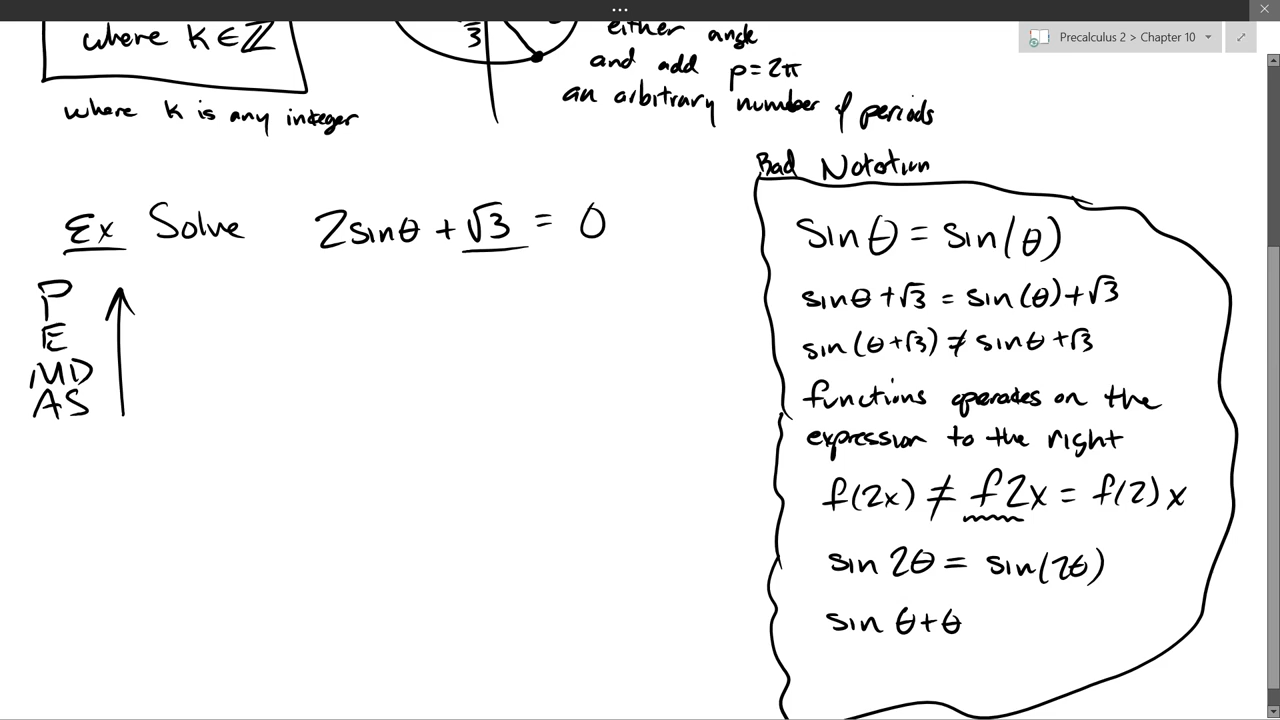 Precalculus 2 > Chapter 10
where K ∈ ℤ
where K is any integer
π/3
either angle
and add p=2π
an arbitrary number of periods
Ex Solve 2sinθ + √3 = 0
P
E
MD
AS
Bad Notation
Sinθ = sin(θ)
sinθ + √3 = sin(θ) + √3
sin(θ + √3) ≠ sinθ + √3
functions operates on the
expression to the right
f(2x) ≠ f2x = f(2) x
sin 2θ = sin(2θ)
sin θ + θ